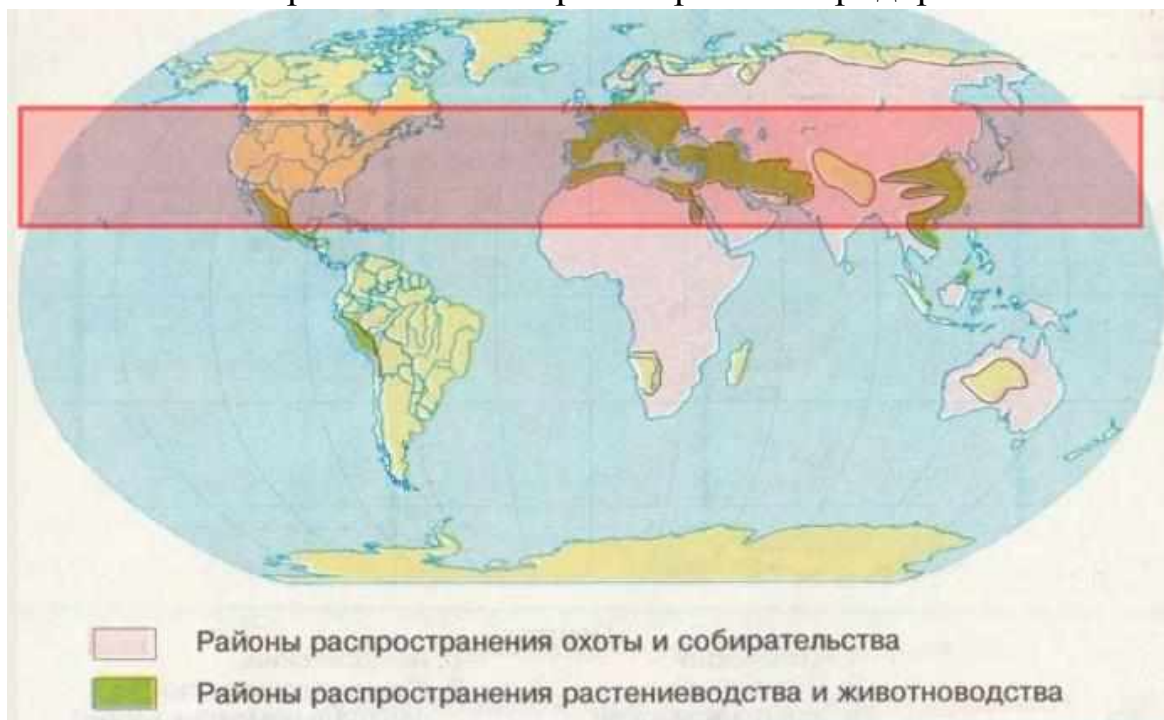 Районы распространения охоты и собирательства
Районы распространения растениеводства и животноводства